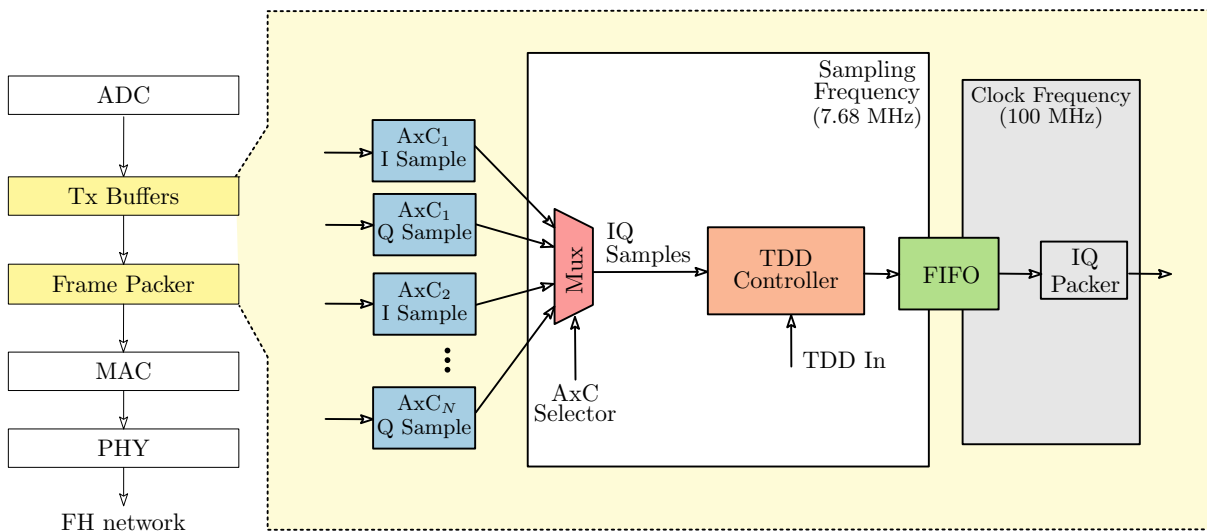 ADC
Tx Buffers
Frame Packer
MAC
PHY
FH network
AxC1
I Sample
AxC1
Q Sample
AxC2
I Sample
AxCN
Q Sample
Mux
AxC
Selector
IQ
Samples
TDD
Controller
TDD In
Sampling
Frequency
(7.68 MHz)
FIFO
Clock Frequency
(100 MHz)
IQ
Packer